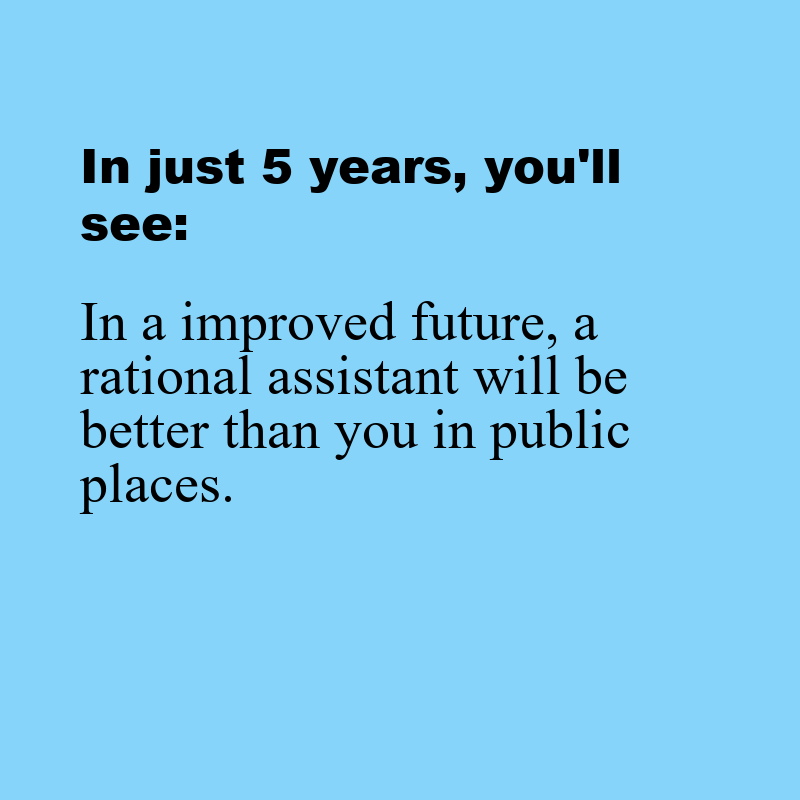 In just 5 years, you'll
see:
In a improved future, a
rational assistant will be
better than you in public
places.